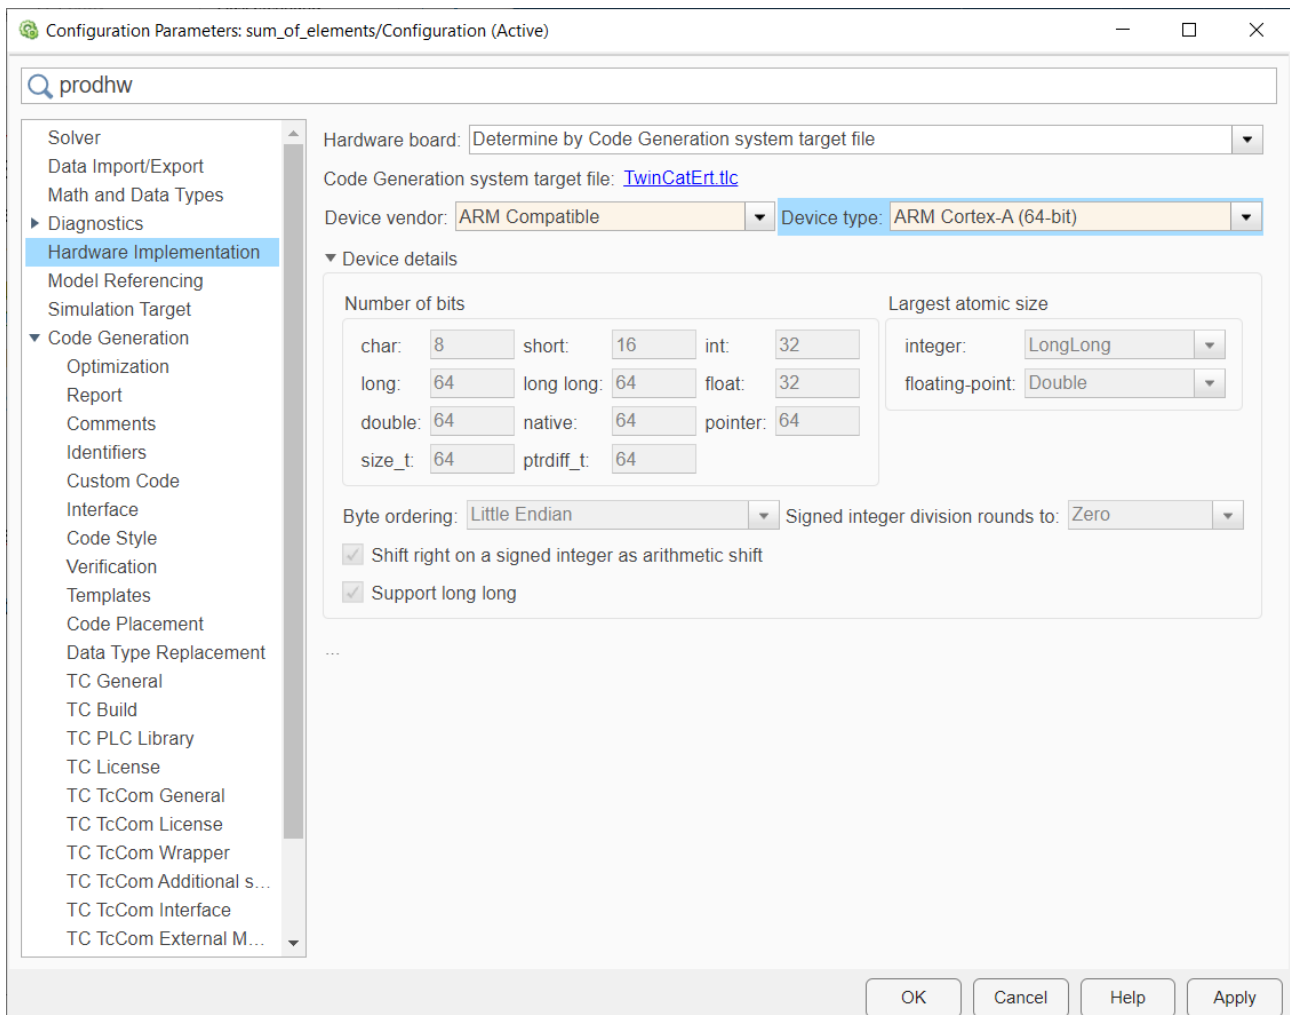 Configuration Parameters: sum_of_elements/Configuration (Active)
prodhw
Solver
Data Import/Export
Math and Data Types
Diagnostics
Hardware Implementation
Model Referencing
Simulation Target
Code Generation
Optimization
Report
Comments
Identifiers
Custom Code
Interface
Code Style
Verification
Templates
Code Placement
Data Type Replacement
TC General
TC Build
TC PLC Library
TC License
TC TcCom General
TC TcCom License
TC TcCom Wrapper
TC TcCom Additional s...
TC TcCom Interface
TC TcCom External M...
Hardware board: Determine by Code Generation system target file
Code Generation system target file: TwinCatErt.tlc
Device vendor: ARM Compatible Device type: ARM Cortex-A (64-bit)
Device details
Number of bits
char: 8 short: 16 int: 32
long: 64 long long: 64 float: 32
double: 64 native: 64 pointer: 64
size_t: 64 ptrdiff_t: 64
Largest atomic size
integer: LongLong
floating-point: Double
Byte ordering: Little Endian Signed integer division rounds to: Zero
Shift right on a signed integer as arithmetic shift
Support long long
...
OK Cancel Help Apply